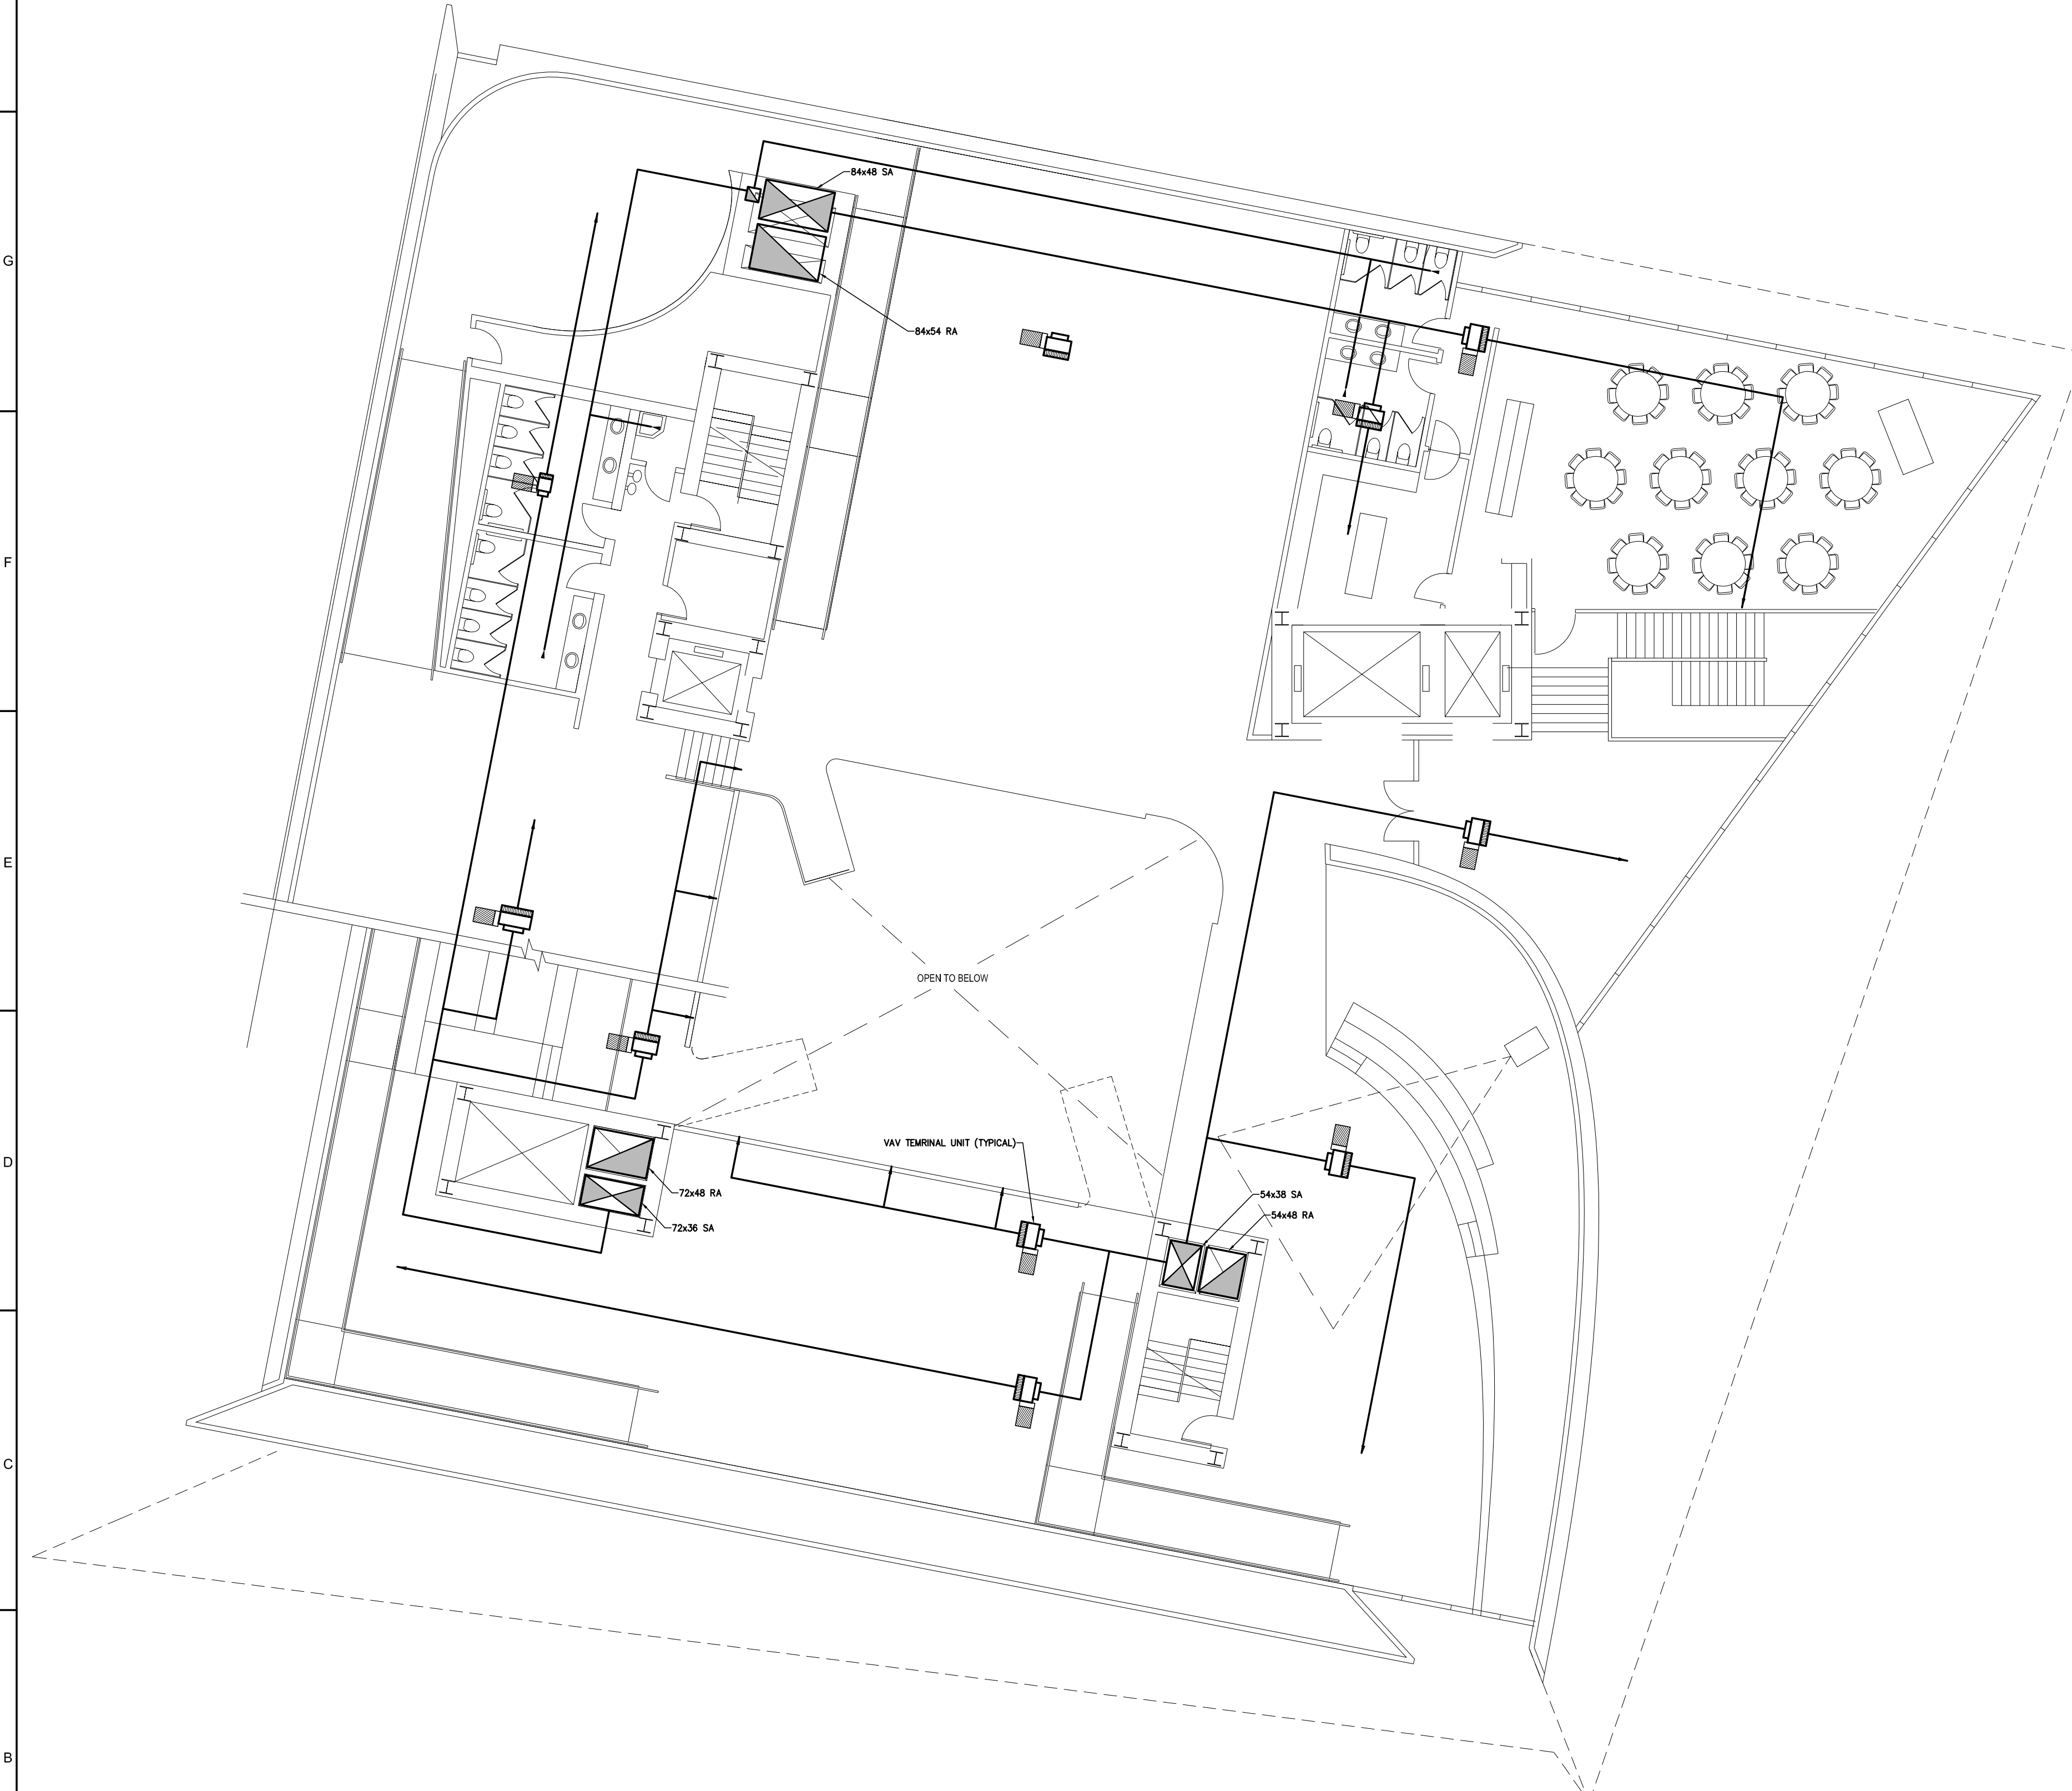 84x48 SA
G
84x54 RA
F
E
OPEN TO BELOW
VAV TEMRINAL UNIT (TYPICAL)
D
72x48 RA
54x38 SA
54x48 RA
72x36 SA
C
B